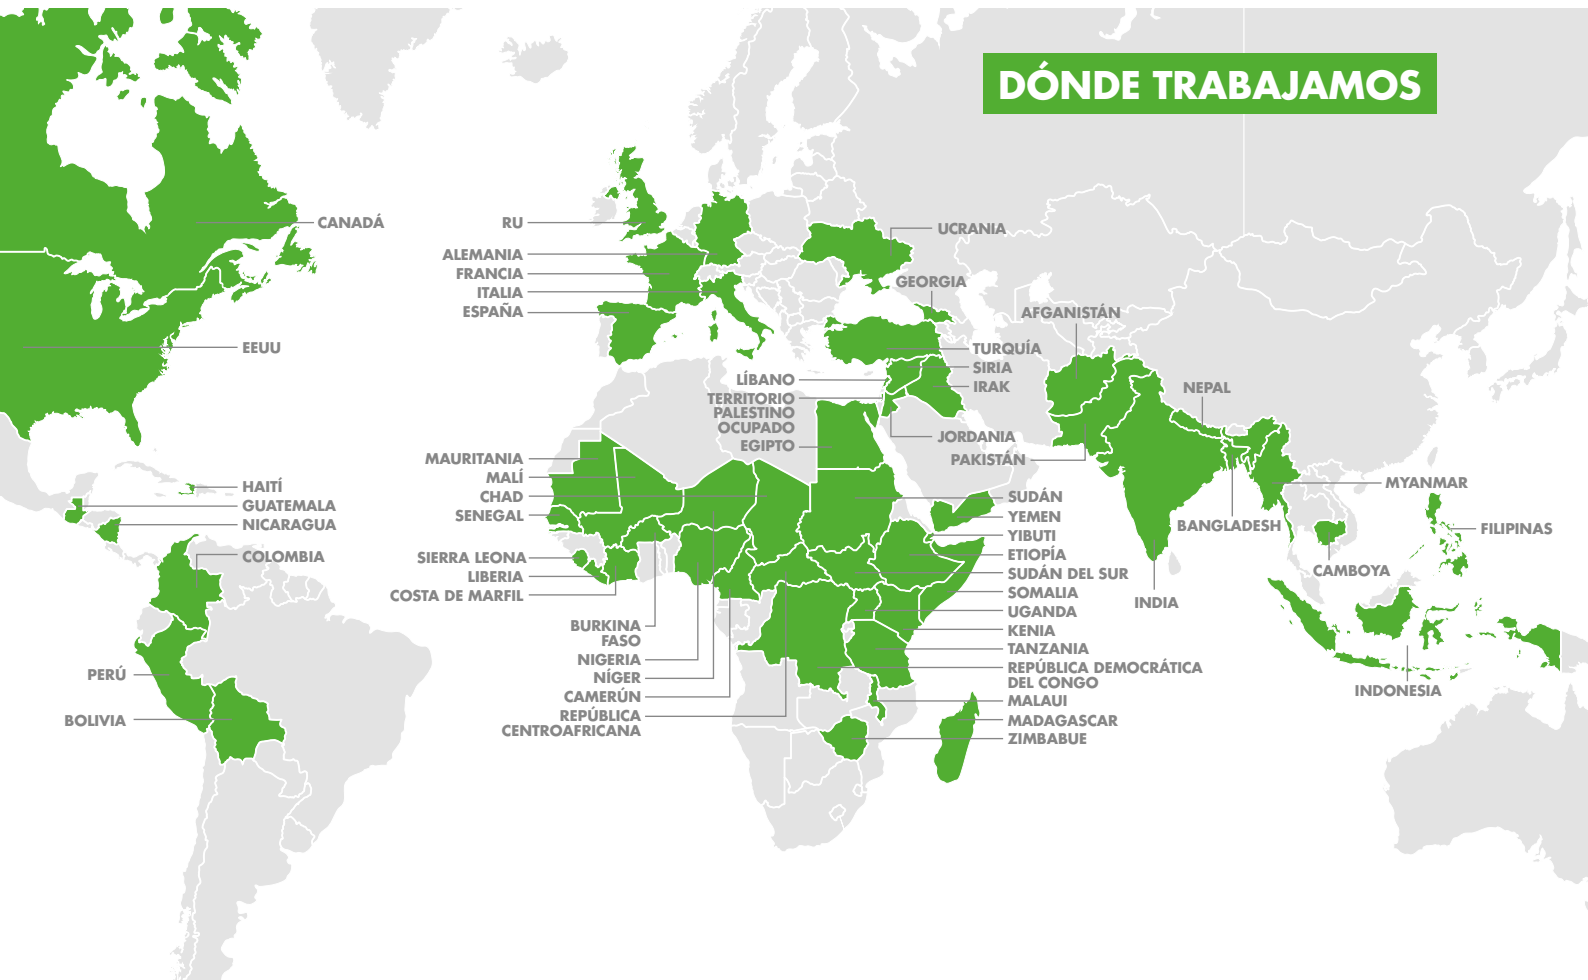 DÓNDE TRABAJAMOS
CANADÁ
EEUU
HAITÍ
GUATEMALA
NICARAGUA
COLOMBIA
PERÚ
BOLIVIA
RU
ALEMANIA
FRANCIA
ITALIA
ESPAÑA
UCRANIA
GEORGIA
AFGANISTÁN
TURQUÍA
SIRIA
IRAK
LÍBANO
TERRITORIO
PALESTINO
OCUPADO
EGIPTO
JORDANIA
PAKISTÁN
NEPAL
MYANMAR
BANGLADESH
FILIPINAS
CAMBOYA
INDIA
INDONESIA
MAURITANIA
MALÍ
CHAD
SENEGAL
SIERRA LEONA
LIBERIA
COSTA DE MARFIL
BURKINA
FASO
NIGERIA
NÍGER
CAMERÚN
REPÚBLICA
CENTROAFRICANA
SUDÁN
YEMEN
YIBUTI
ETIOPÍA
SUDÁN DEL SUR
SOMALIA
UGANDA
KENIA
TANZANIA
REPÚBLICA DEMOCRÁTICA
DEL CONGO
MALAUI
MADAGASCAR
ZIMBABUE